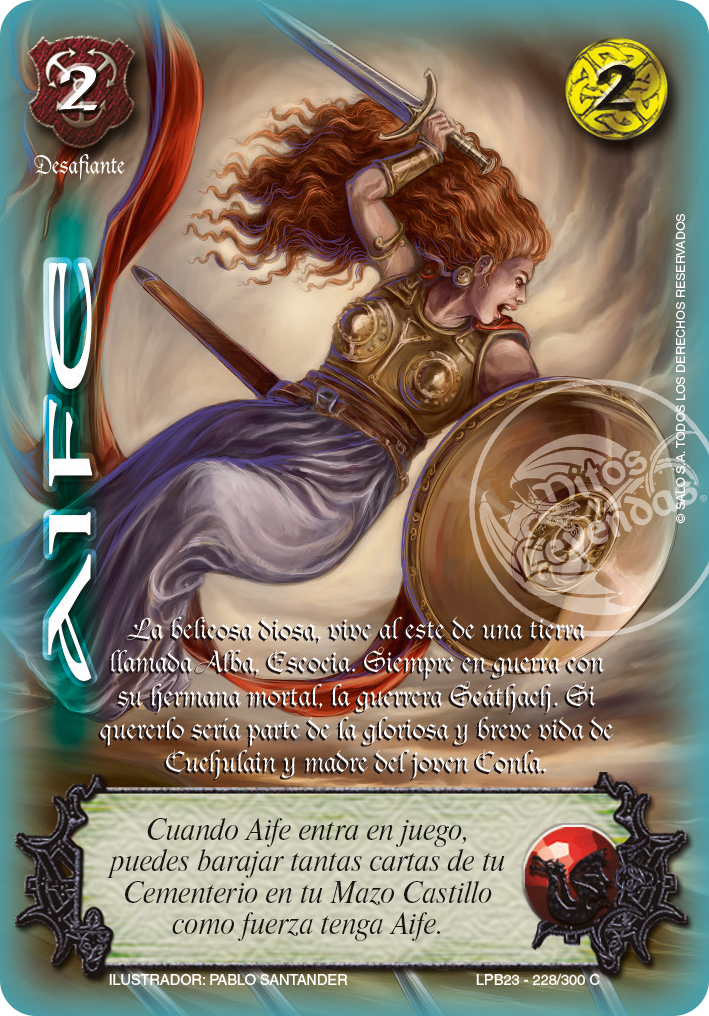 2
2
Desafiante
AIFE
© SALO S.A. TODOS LOS DERECHOS RESERVADOS
Mitos
Leyendas
®
La belicosa diosa, vive al este de una tierra
llamada Alba, Escocia. Siempre en guerra con
su hermana mortal, la guerrera Scáthach. Si
quererlo sería parte de la gloriosa y breve vida de
Cuchulain y madre del joven Conla.
Cuando Aife entra en juego,
puedes barajar tantas cartas de tu
Cementerio en tu Mazo Castillo
como fuerza tenga Aife.
ILUSTRADOR: PABLO SANTANDER
LPB23 - 228/300 C